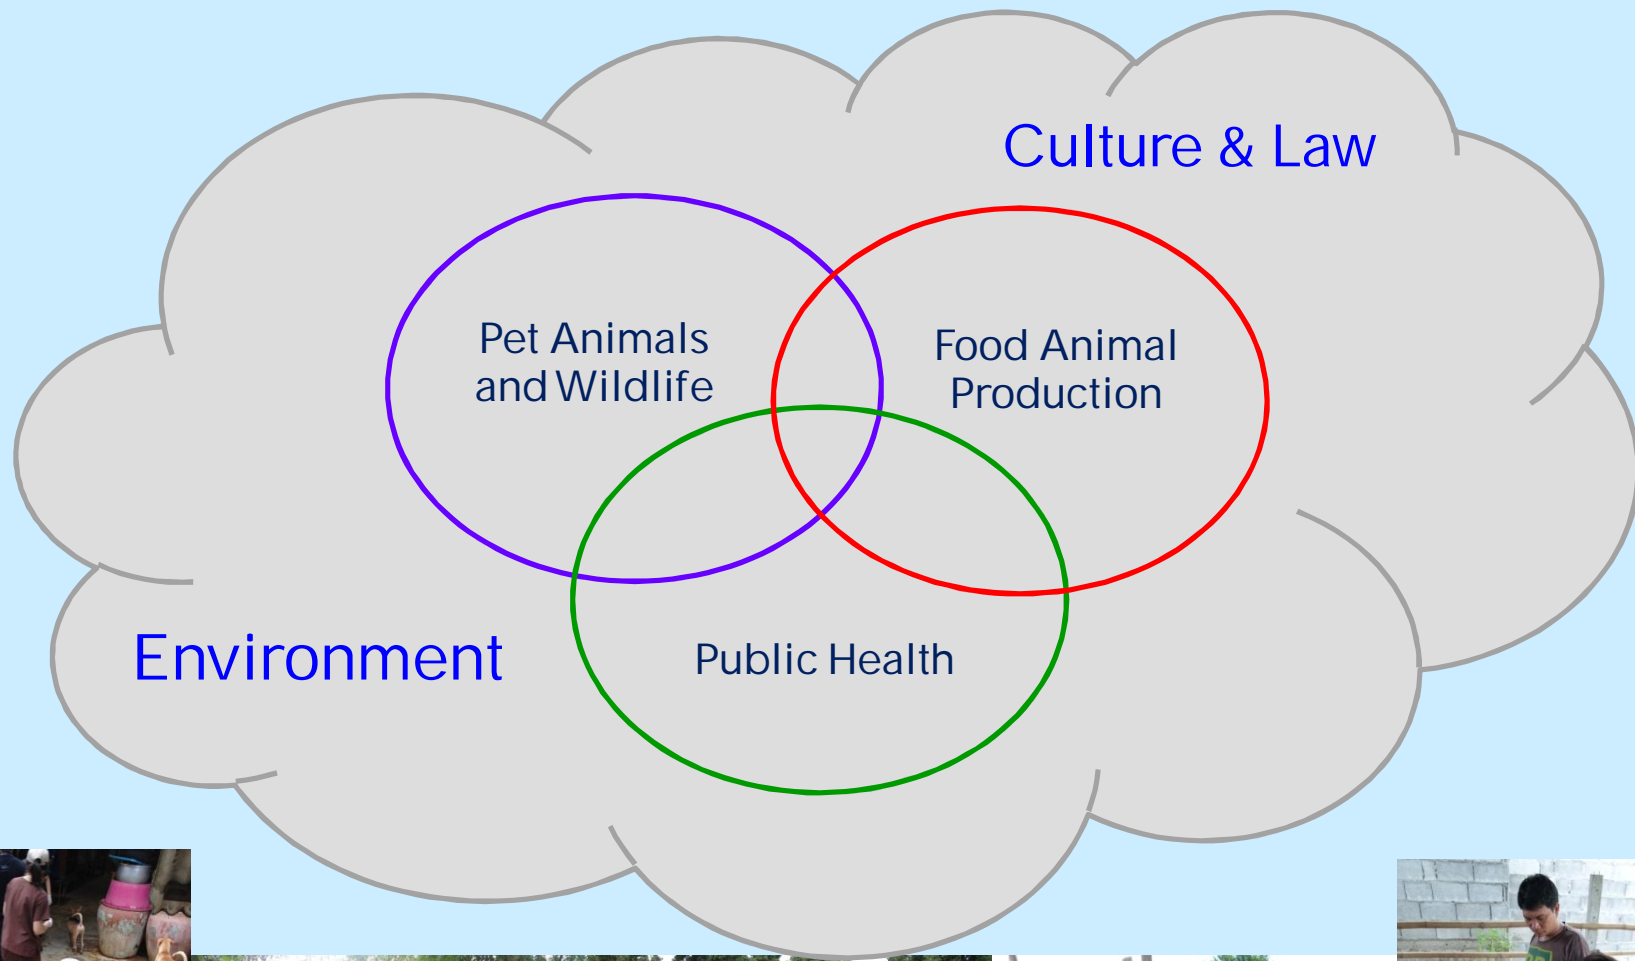 Culture & Law
Pet Animals
and Wildlife
Food Animal
Production
Environment
Public Health